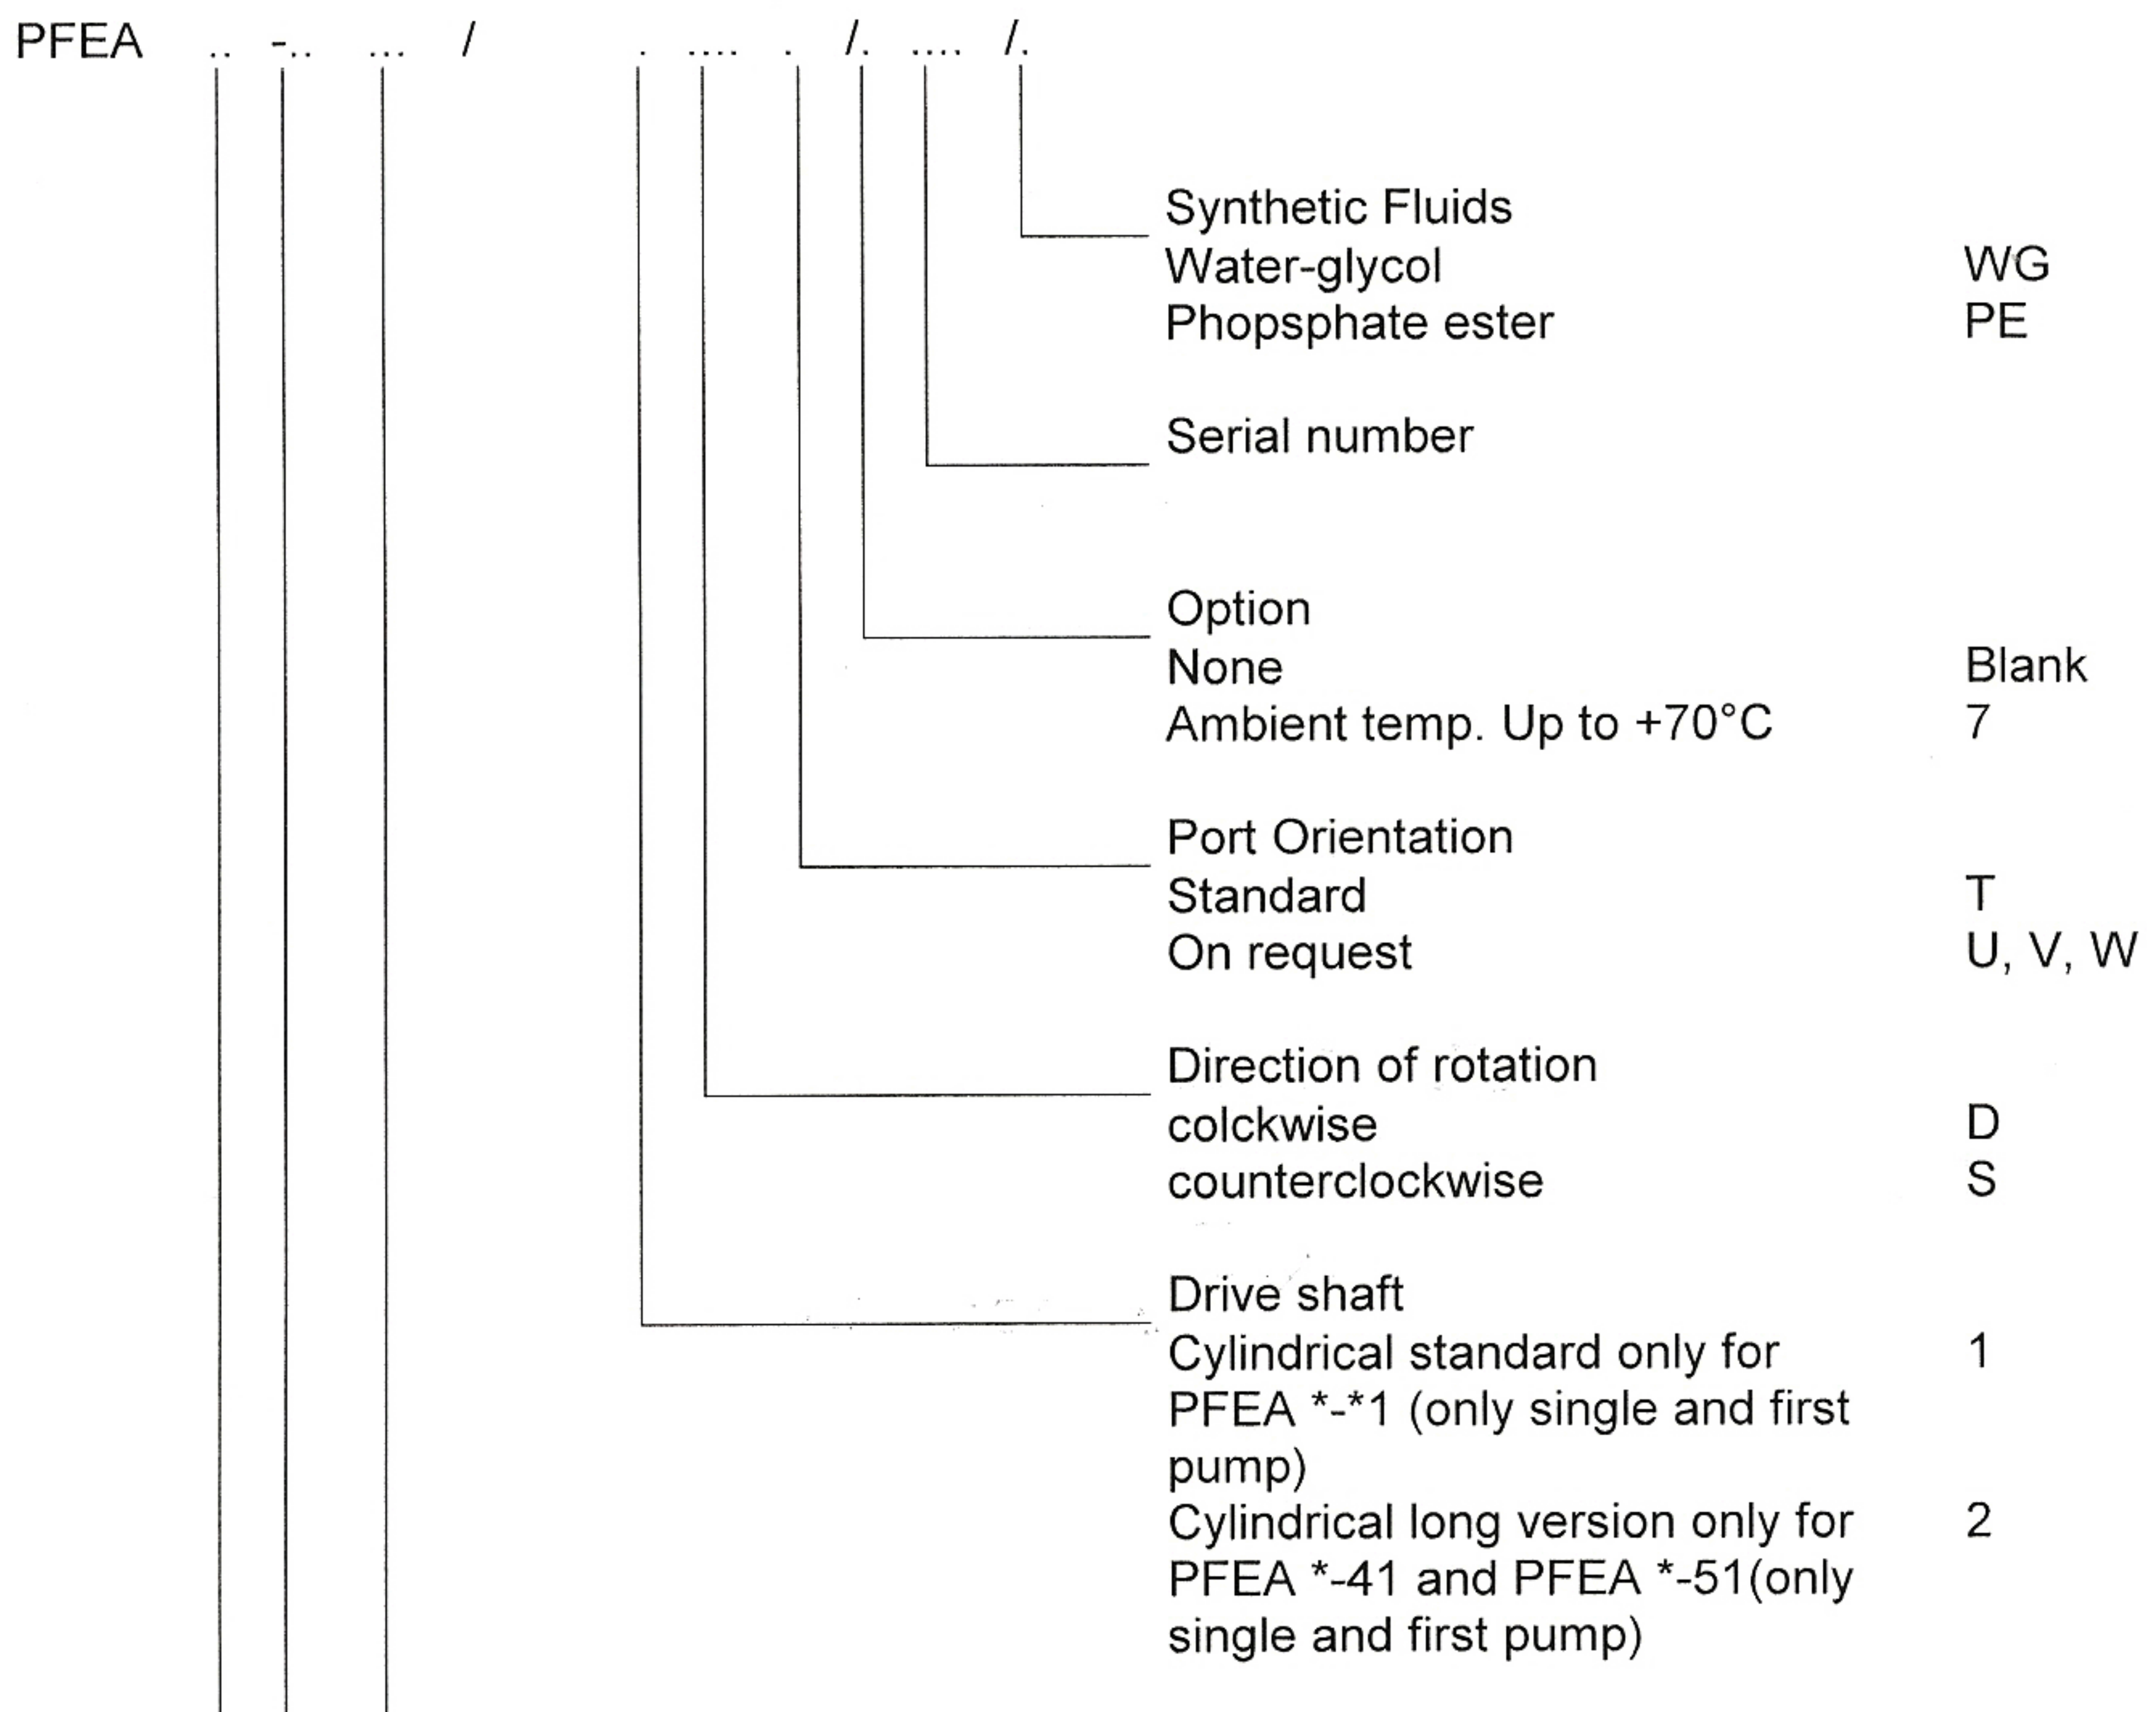 PFEA .. -.. ... / . .... . /. .... /.
Synthetic Fluids
Water-glycol WG
Phopsphate ester PE
Serial number
Option
None Blank
Ambient temp. Up to +70°C 7
Port Orientation
Standard T
On request U, V, W
Direction of rotation
colckwise D
counterclockwise S
Drive shaft
Cylindrical standard only for 1
PFEA *-*1 (only single and first
pump)
Cylindrical long version only for 2
PFEA *-41 and PFEA *-51(only
single and first pump)